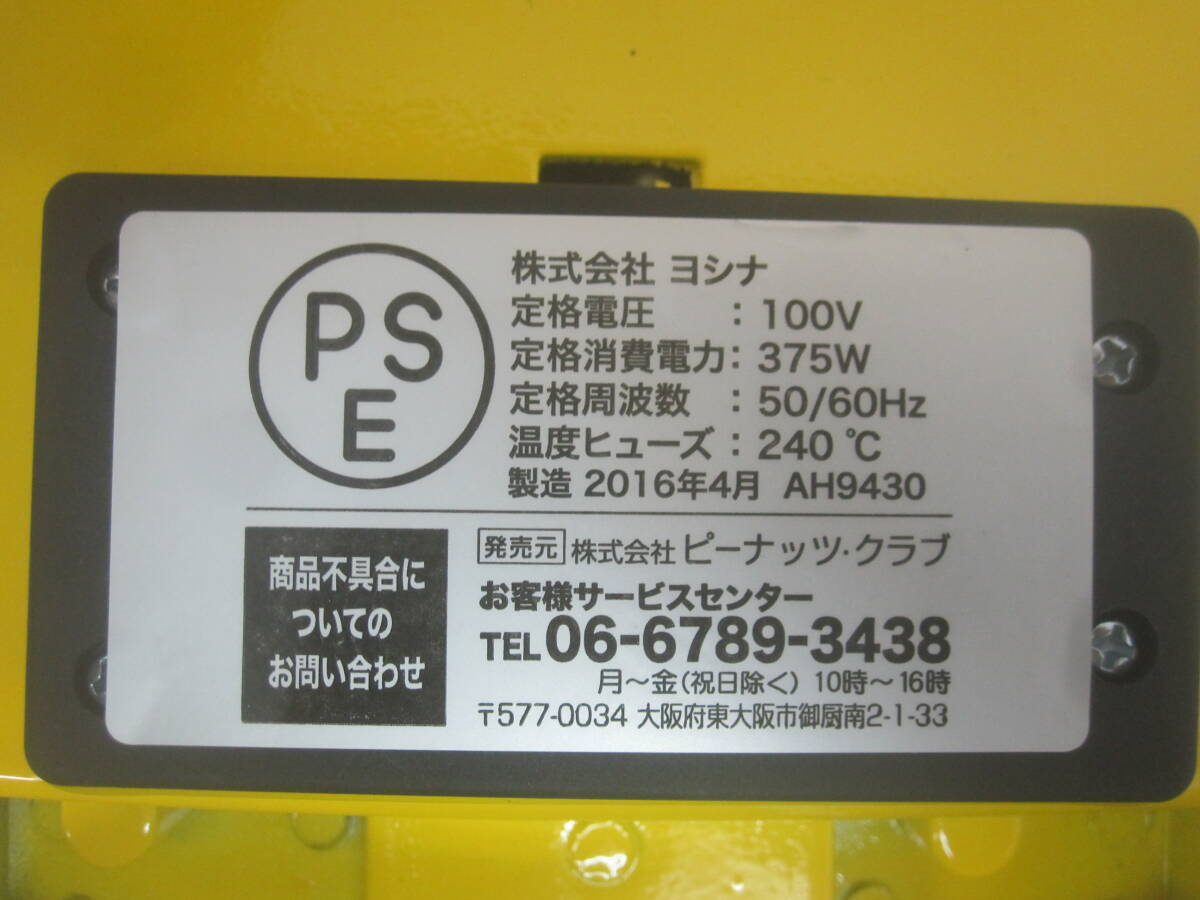 PS
E
株式会社 ヨシナ
定格電圧 : 100V
定格消費電力: 375W
定格周波数 : 50/60Hz
温度ヒューズ : 240 ℃
製造 2016年4月 AH9430
商品不具合に
ついての
お問い合わせ
発売元 株式会社 ピーナッツ・クラブ
お客様サービスセンター
TEL 06-6789-3438
月～金(祝日除く) 10時～16時
〒577-0034 大阪府東大阪市御厨南2-1-33